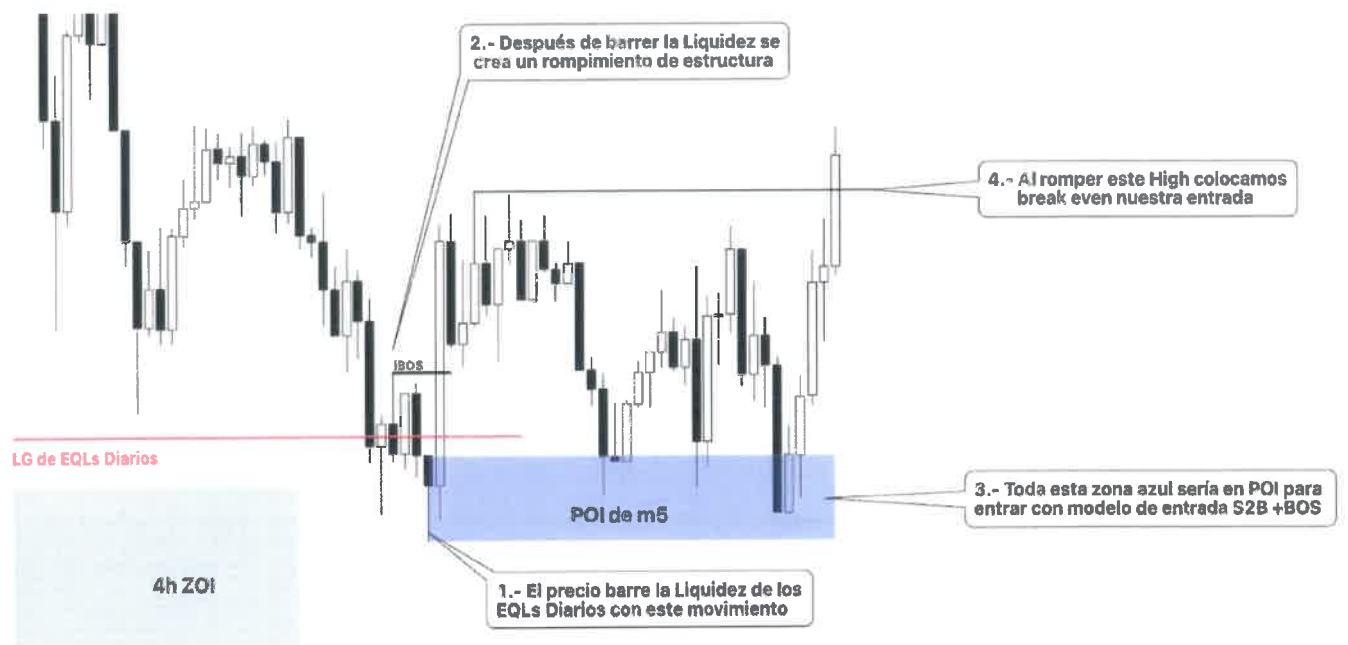 2.- Después de barrer la Liquidez se
crea un rompimiento de estructura
4.- Al romper este High colocamos
break even nuestra entrada
iBOS
LG de EQLs Diarios
POI de m5
3.- Toda esta zona azul sería en POI para
entrar con modelo de entrada S2B +BOS
4h ZOI
1.- El precio barre la Liquidez de los
EQLs Diarios con este movimiento